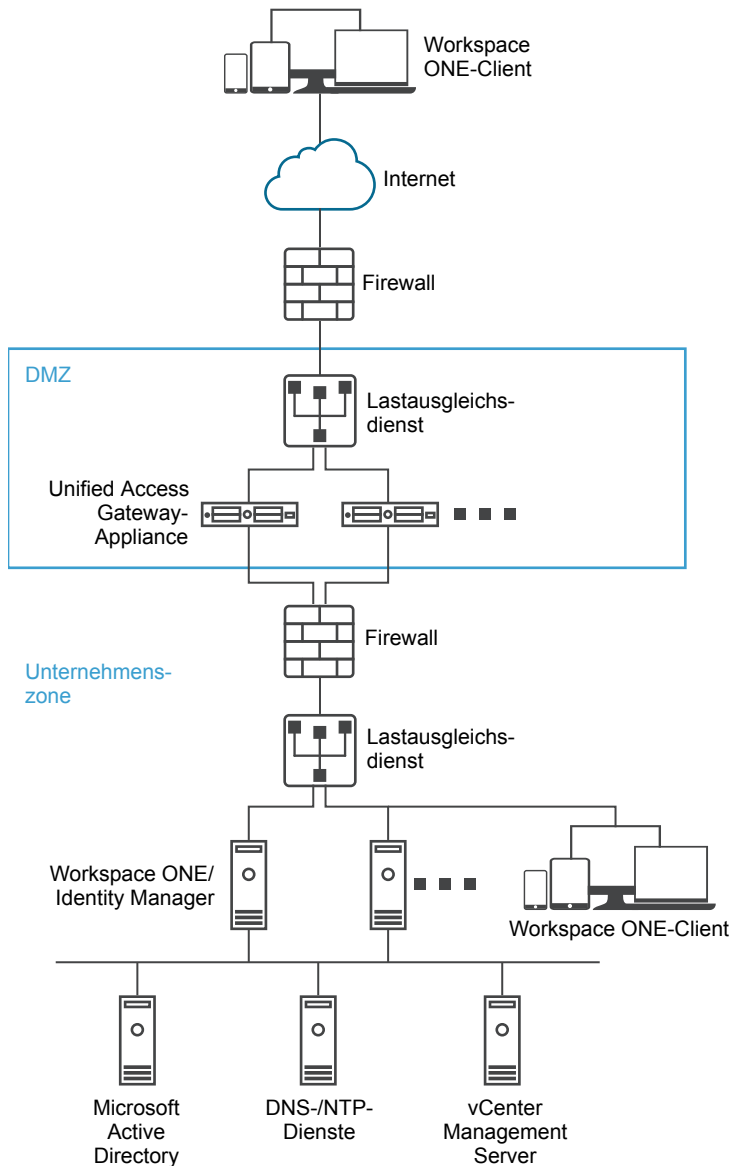 Workspace
ONE-Client
Internet
Firewall
DMZ
Lastausgleichs-
dienst
Unified Access
Gateway-
Appliance
Firewall
Unternehmens-
zone
Lastausgleichs-
dienst
Workspace ONE/
Identity Manager
Workspace ONE-Client
Microsoft
Active
Directory
DNS-/NTP-
Dienste
vCenter
Management
Server